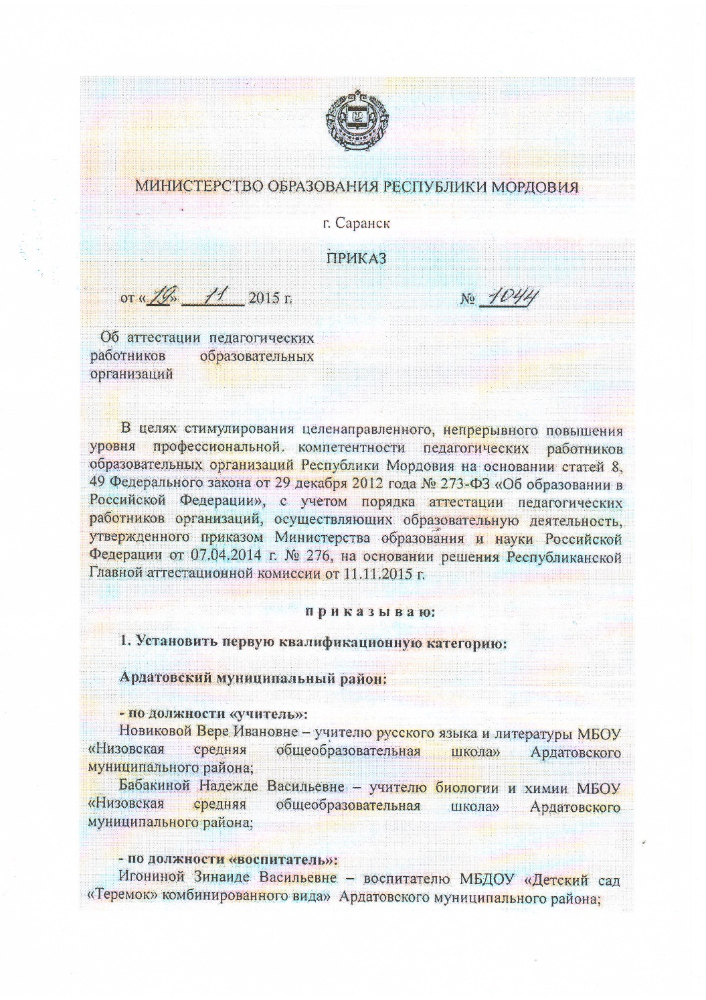 МИНИСТЕРСТВО ОБРАЗОВАНИЯ РЕСПУБЛИКИ МОРДОВИЯ
г. Саранск
ПРИКАЗ
от «19» 11 2015 г. № 1044
Об аттестации педагогических
работников образовательных
организаций
В целях стимулирования целенаправленного, непрерывного повышения
уровня профессиональной компетентности педагогических работников
образовательных организаций Республики Мордовия на основании статей 8,
49 Федерального закона от 29 декабря 2012 года № 273-ФЗ «Об образовании в
Российской Федерации», с учетом порядка аттестации педагогических
работников организаций, осуществляющих образовательную деятельность,
утвержденного приказом Министерства образования и науки Российской
Федерации от 07.04.2014 г. № 276, на основании решения Республиканской
Главной аттестационной комиссии от 11.11.2015 г.
п р и к а з ы в а ю:
1. Установить первую квалификационную категорию:
Ардатовский муниципальный район:
- по должности «учитель»:
Новиковой Вере Ивановне – учителю русского языка и литературы МБОУ
«Низовская средняя общеобразовательная школа» Ардатовского
муниципального района;
Бабакиной Надежде Васильевне – учителю биологии и химии МБОУ
«Низовская средняя общеобразовательная школа» Ардатовского
муниципального района;
- по должности «воспитатель»:
Игониной Зинаиде Васильевне – воспитателю МБДОУ «Детский сад
«Теремок» комбинированного вида» Ардатовского муниципального района;